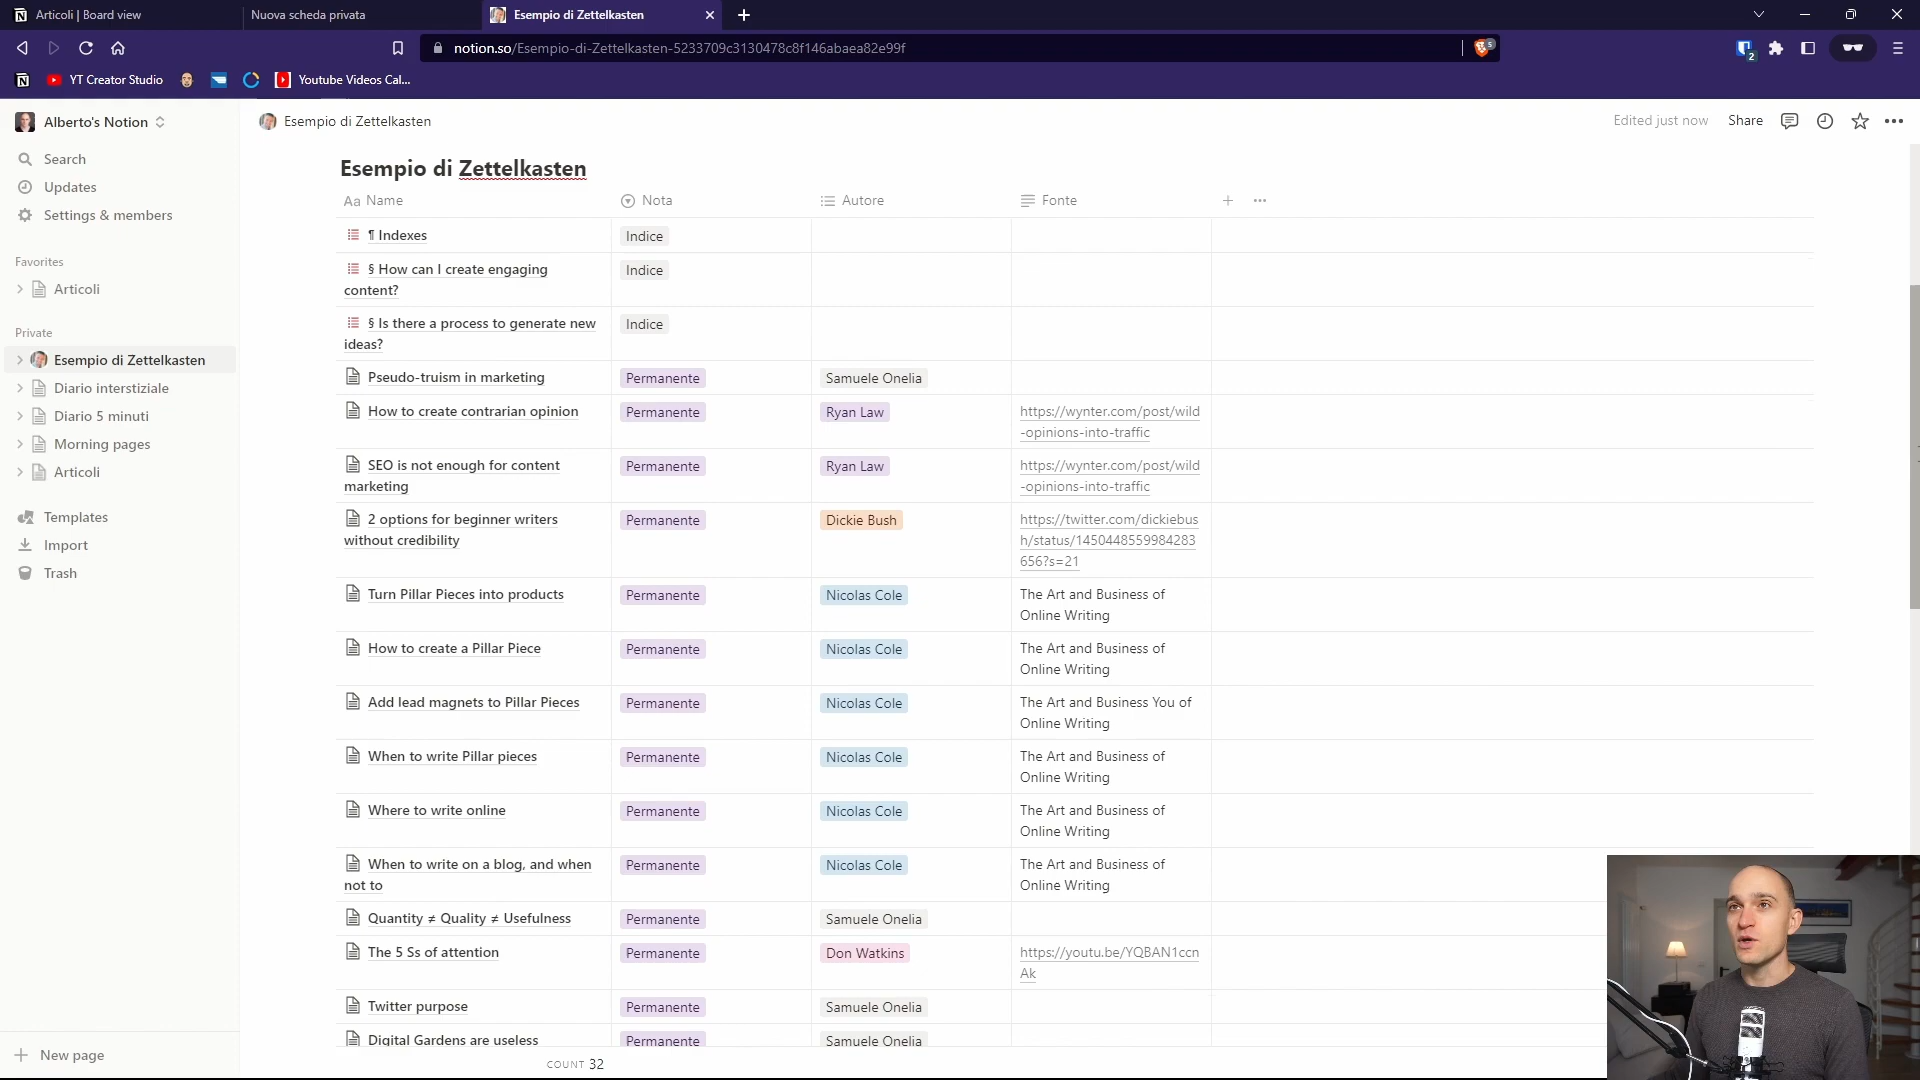 Articoli | Board view
Nuova scheda privata
Esempio di Zettelkasten
notion.so/Esempio-di-Zettelkasten-5233709c3130478c8f146abaea82e99f
5
2
YT Creator Studio
Youtube Videos Cal...
Alberto's Notion
Search
Updates
Settings & members
Favorites
Articoli
Private
Esempio di Zettelkasten
Diario interstiziale
Diario 5 minuti
Morning pages
Articoli
Templates
Import
Trash
New page
Esempio di Zettelkasten
Edited just now Share
Esempio di Zettelkasten
Aa Name Nota Autore Fonte
¶ Indexes Indice
§ How can I create engaging Indice
content?
§ Is there a process to generate new Indice
ideas?
Pseudo-truism in marketing Permanente Samuele Onelia
How to create contrarian opinion Permanente Ryan Law https://wynter.com/post/wild
-opinions-into-traffic
SEO is not enough for content Permanente Ryan Law https://wynter.com/post/wild
marketing -opinions-into-traffic
2 options for beginner writers Permanente Dickie Bush https://twitter.com/dickiebus
without credibility h/status/1450448559984283
656?s=21
Turn Pillar Pieces into products Permanente Nicolas Cole The Art and Business of
Online Writing
How to create a Pillar Piece Permanente Nicolas Cole The Art and Business of
Online Writing
Add lead magnets to Pillar Pieces Permanente Nicolas Cole The Art and Business You of
Online Writing
When to write Pillar pieces Permanente Nicolas Cole The Art and Business of
Online Writing
Where to write online Permanente Nicolas Cole The Art and Business of
Online Writing
When to write on a blog, and when Permanente Nicolas Cole The Art and Business of
not to Online Writing
Quantity ≠ Quality ≠ Usefulness Permanente Samuele Onelia
The 5 Ss of attention Permanente Don Watkins https://youtu.be/YQBAN1ccn
Ak
Twitter purpose Permanente Samuele Onelia
Digital Gardens are useless Permanente Samuele Onelia
COUNT 32